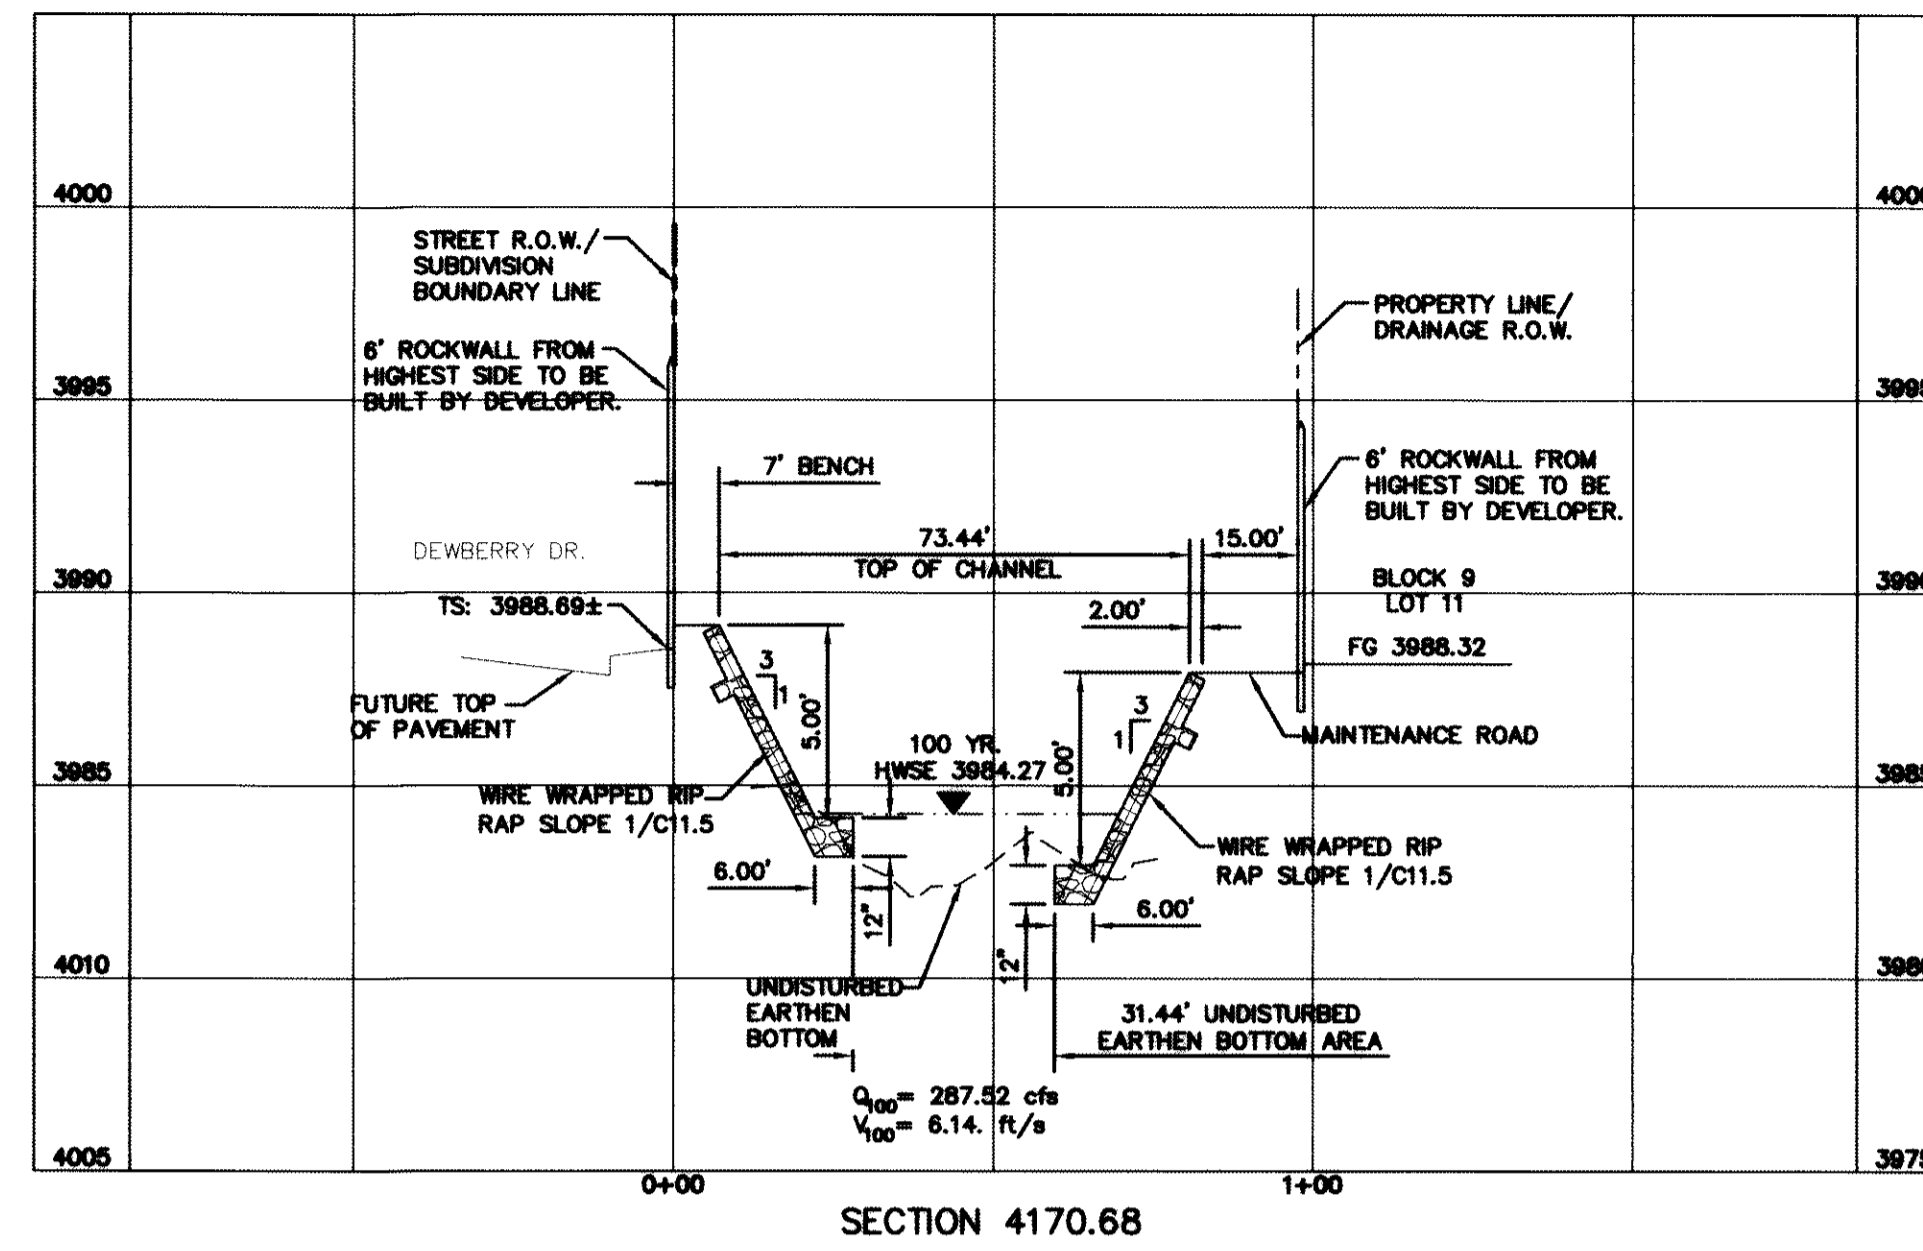 4000
4000
STREET R.O.W./
SUBDIVISION
BOUNDARY LINE
PROPERTY LINE/
DRAINAGE R.O.W.
6' ROCKWALL FROM
HIGHEST SIDE TO BE
BUILT BY DEVELOPER.
3995
3995
7' BENCH
6' ROCKWALL FROM
HIGHEST SIDE TO BE
BUILT BY DEVELOPER.
73.44'
TOP OF CHANNEL
15.00'
DEWBERRY DR.
3990
3990
BLOCK 9
LOT 11
TS: 3988.69±
2.00'
FG 3988.32
3
1
3
1
FUTURE TOP
OF PAVEMENT
5.00'
5.00'
100 YR.
HWSE 3984.27
MAINTENANCE ROAD
3985
3985
WIRE WRAPPED RIP
RAP SLOPE 1/C11.5
WIRE WRAPPED RIP
RAP SLOPE 1/C11.5
6.00'
12"
6.00'
12"
4010
3980
UNDISTURBED
EARTHEN
BOTTOM
31.44' UNDISTURBED
EARTHEN BOTTOM AREA
Q100= 287.52 cfs
V100= 6.14. ft/s
4005
3975
0+00
1+00
SECTION 4170.68